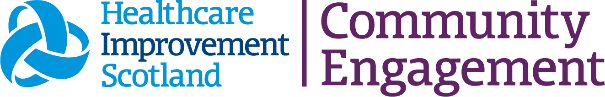 Healthcare
Improvement
Scotland
Community
Engagement